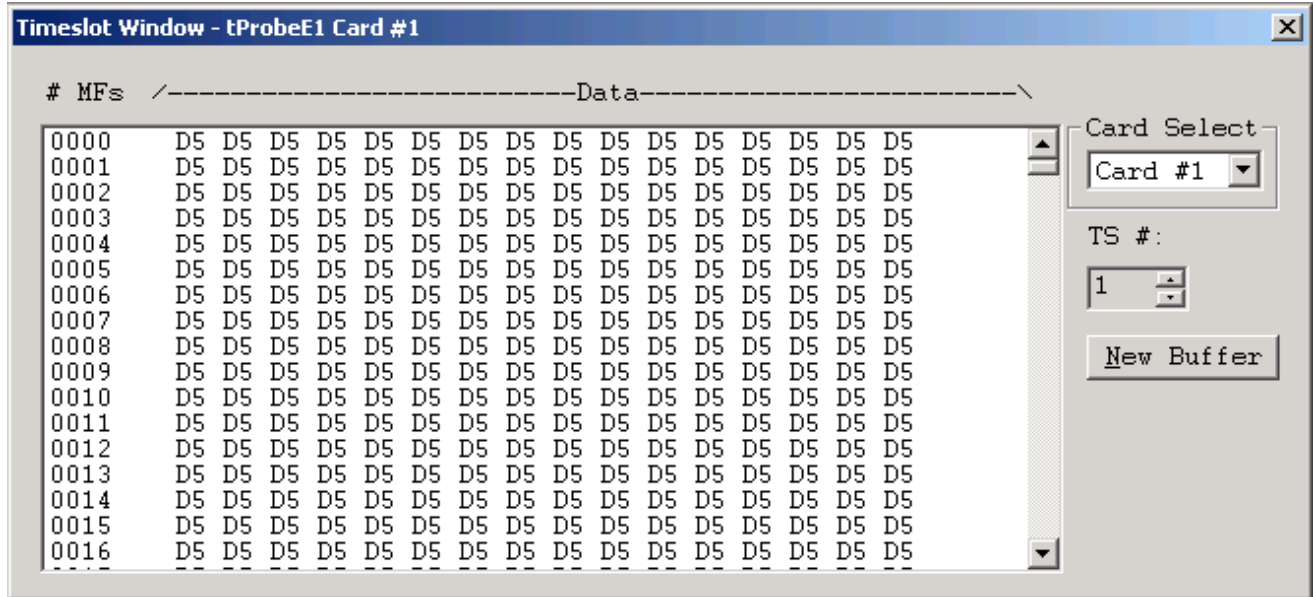 Timeslot Window - tProbeE1 Card #1
# MFs /--------------------------Data------------------------\
0000 D5 D5 D5 D5 D5 D5 D5 D5 D5 D5 D5 D5 D5 D5 D5 D5
0001 D5 D5 D5 D5 D5 D5 D5 D5 D5 D5 D5 D5 D5 D5 D5 D5
0002 D5 D5 D5 D5 D5 D5 D5 D5 D5 D5 D5 D5 D5 D5 D5 D5
0003 D5 D5 D5 D5 D5 D5 D5 D5 D5 D5 D5 D5 D5 D5 D5 D5
0004 D5 D5 D5 D5 D5 D5 D5 D5 D5 D5 D5 D5 D5 D5 D5 D5
0005 D5 D5 D5 D5 D5 D5 D5 D5 D5 D5 D5 D5 D5 D5 D5 D5
0006 D5 D5 D5 D5 D5 D5 D5 D5 D5 D5 D5 D5 D5 D5 D5 D5
0007 D5 D5 D5 D5 D5 D5 D5 D5 D5 D5 D5 D5 D5 D5 D5 D5
0008 D5 D5 D5 D5 D5 D5 D5 D5 D5 D5 D5 D5 D5 D5 D5 D5
0009 D5 D5 D5 D5 D5 D5 D5 D5 D5 D5 D5 D5 D5 D5 D5 D5
0010 D5 D5 D5 D5 D5 D5 D5 D5 D5 D5 D5 D5 D5 D5 D5 D5
0011 D5 D5 D5 D5 D5 D5 D5 D5 D5 D5 D5 D5 D5 D5 D5 D5
0012 D5 D5 D5 D5 D5 D5 D5 D5 D5 D5 D5 D5 D5 D5 D5 D5
0013 D5 D5 D5 D5 D5 D5 D5 D5 D5 D5 D5 D5 D5 D5 D5 D5
0014 D5 D5 D5 D5 D5 D5 D5 D5 D5 D5 D5 D5 D5 D5 D5 D5
0015 D5 D5 D5 D5 D5 D5 D5 D5 D5 D5 D5 D5 D5 D5 D5 D5
0016 D5 D5 D5 D5 D5 D5 D5 D5 D5 D5 D5 D5 D5 D5 D5 D5
Card Select
Card #1
TS #:
1
New Buffer